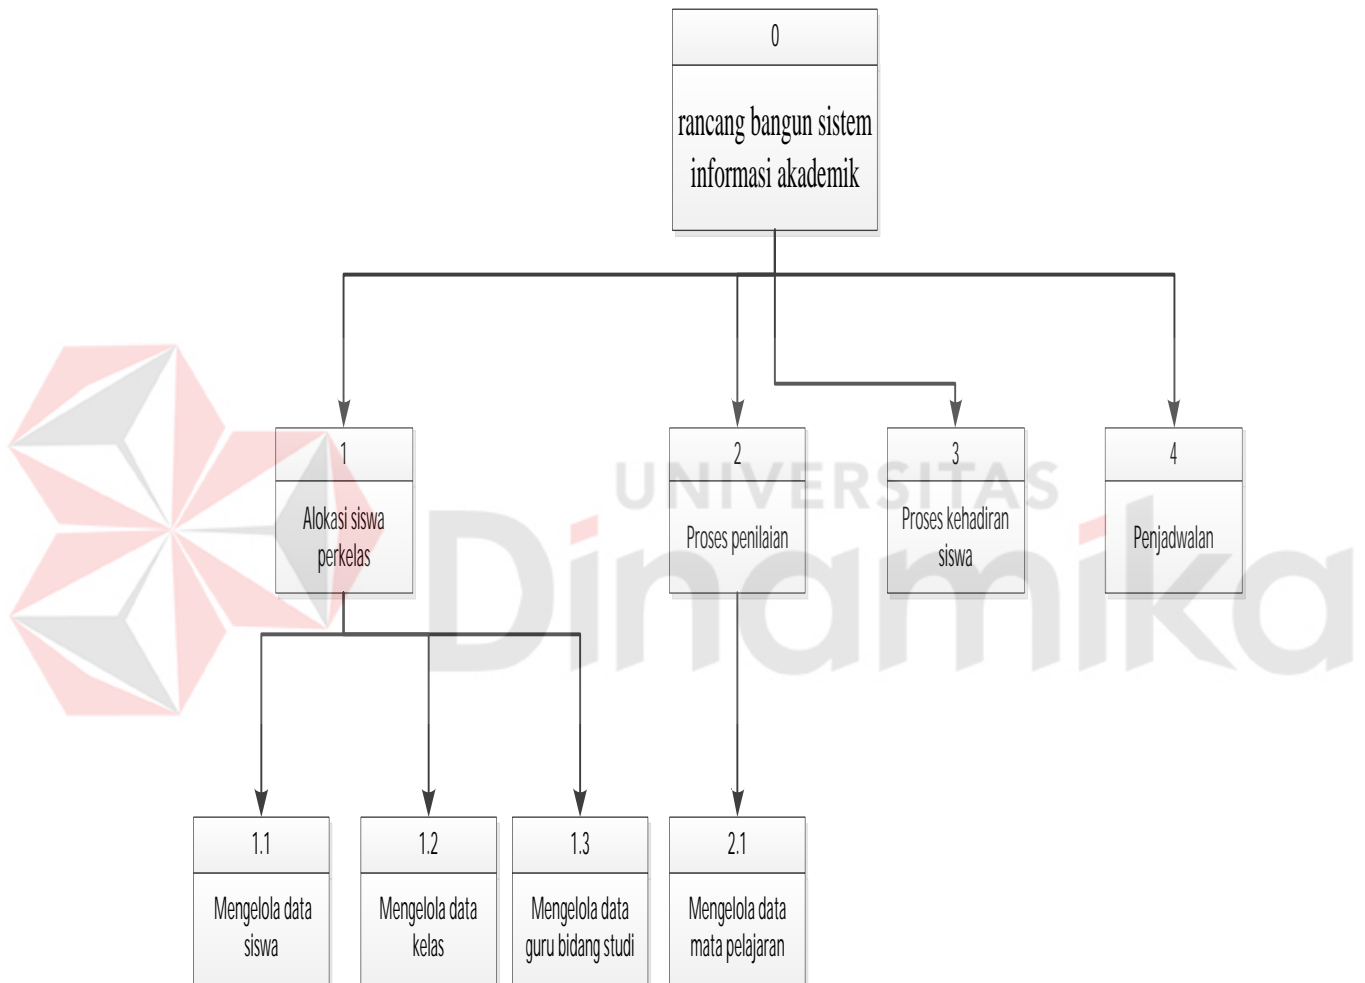 0
rancang bangun sistem
informasi akademik
1
Alokasi siswa
perkelas
2
Proses penilaian
3
Proses kehadiran
siswa
4
Penjadwalan
UNIVERSITAS
Dinamika
1.1
Mengelola data
siswa
1.2
Mengelola data
kelas
1.3
Mengelola data
guru bidang studi
2.1
Mengelola data
mata pelajaran